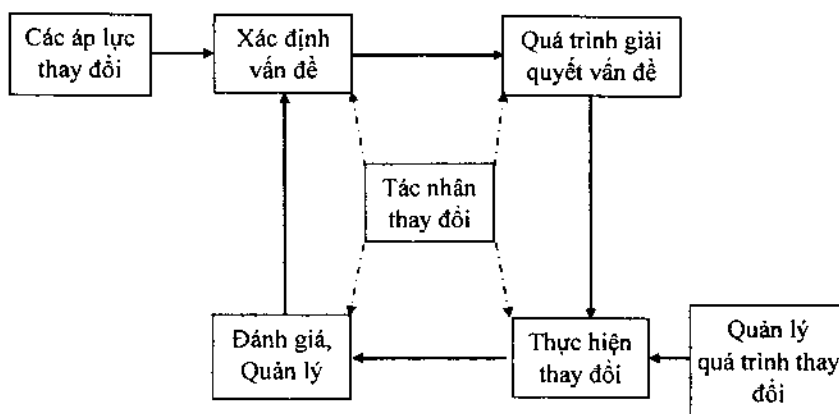 Các áp lực
thay đổi
Xác định
vấn đề
Quá trình giải
quyết vấn đề
Tác nhân
thay đổi
Đánh giá,
Quản lý
Thực hiện
thay đổi
Quản lý
quá trình thay
đổi